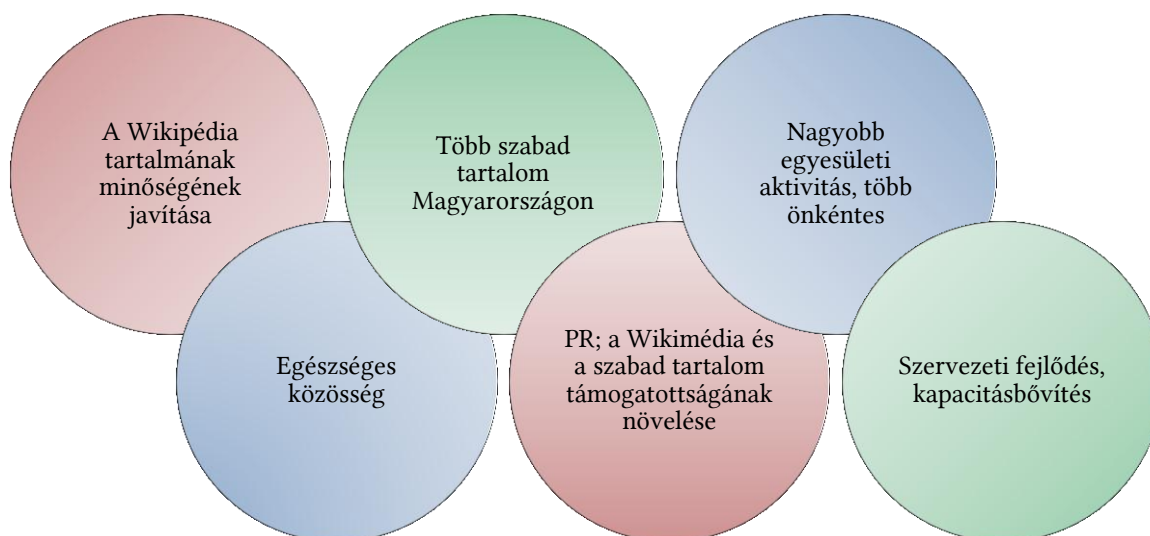 A Wikipédia
tartalmának
minőségének
javítása
Több szabad
tartalom
Magyarországon
Nagyobb
egyesületi
aktivitás, több
önkéntes
Egészséges
közösség
PR; a Wikimédia és
a szabad tartalom
támogatottságának
növelése
Szervezeti fejlődés,
kapacitásbővítés